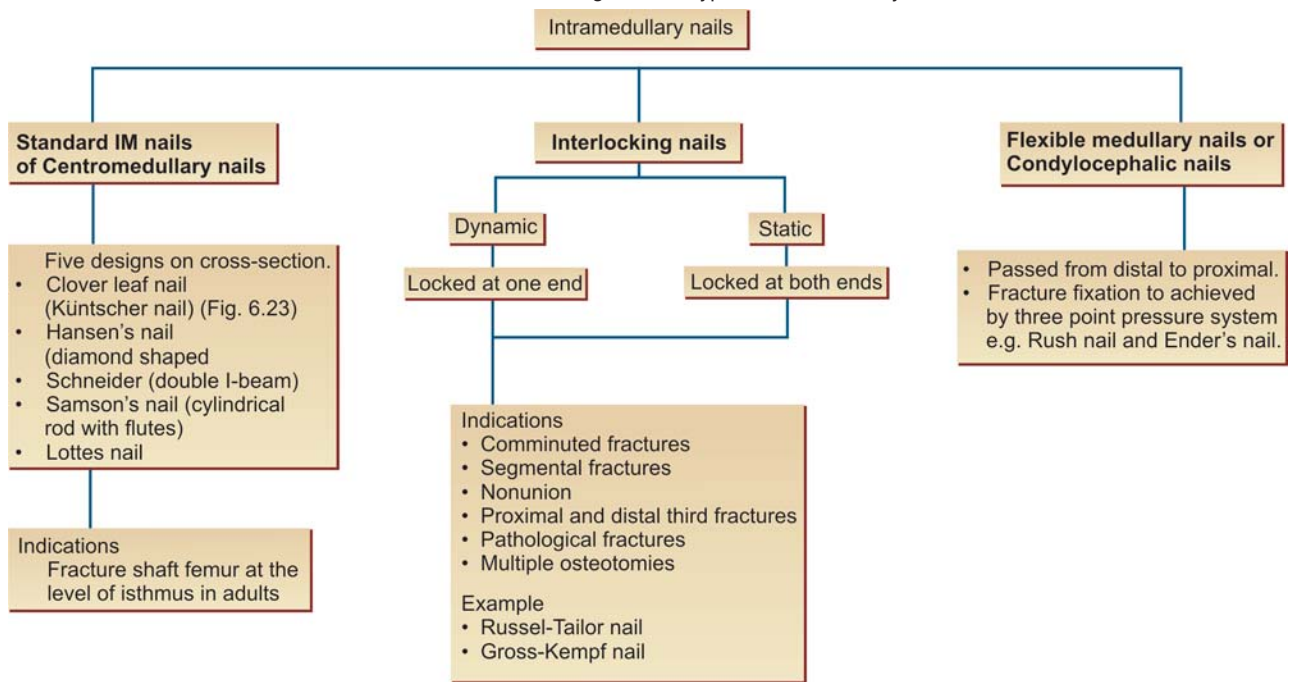 Intramedullary nails
Standard IM nails
of Centromedullary nails
Five designs on cross-section.
• Clover leaf nail
(Küntscher nail) (Fig. 6.23)
• Hansen's nail
(diamond shaped
• Schneider (double I-beam)
• Samson's nail (cylindrical
rod with flutes)
• Lottes nail
Indications
Fracture shaft femur at the
level of isthmus in adults
Interlocking nails
Dynamic
Static
Locked at one end
Locked at both ends
Indications
• Comminuted fractures
• Segmental fractures
• Nonunion
• Proximal and distal third fractures
• Pathological fractures
• Multiple osteotomies
Example
• Russel-Tailor nail
• Gross-Kempf nail
Flexible medullary nails or
Condylocephalic nails
• Passed from distal to proximal.
• Fracture fixation to achieved
by three point pressure system
e.g. Rush nail and Ender's nail.